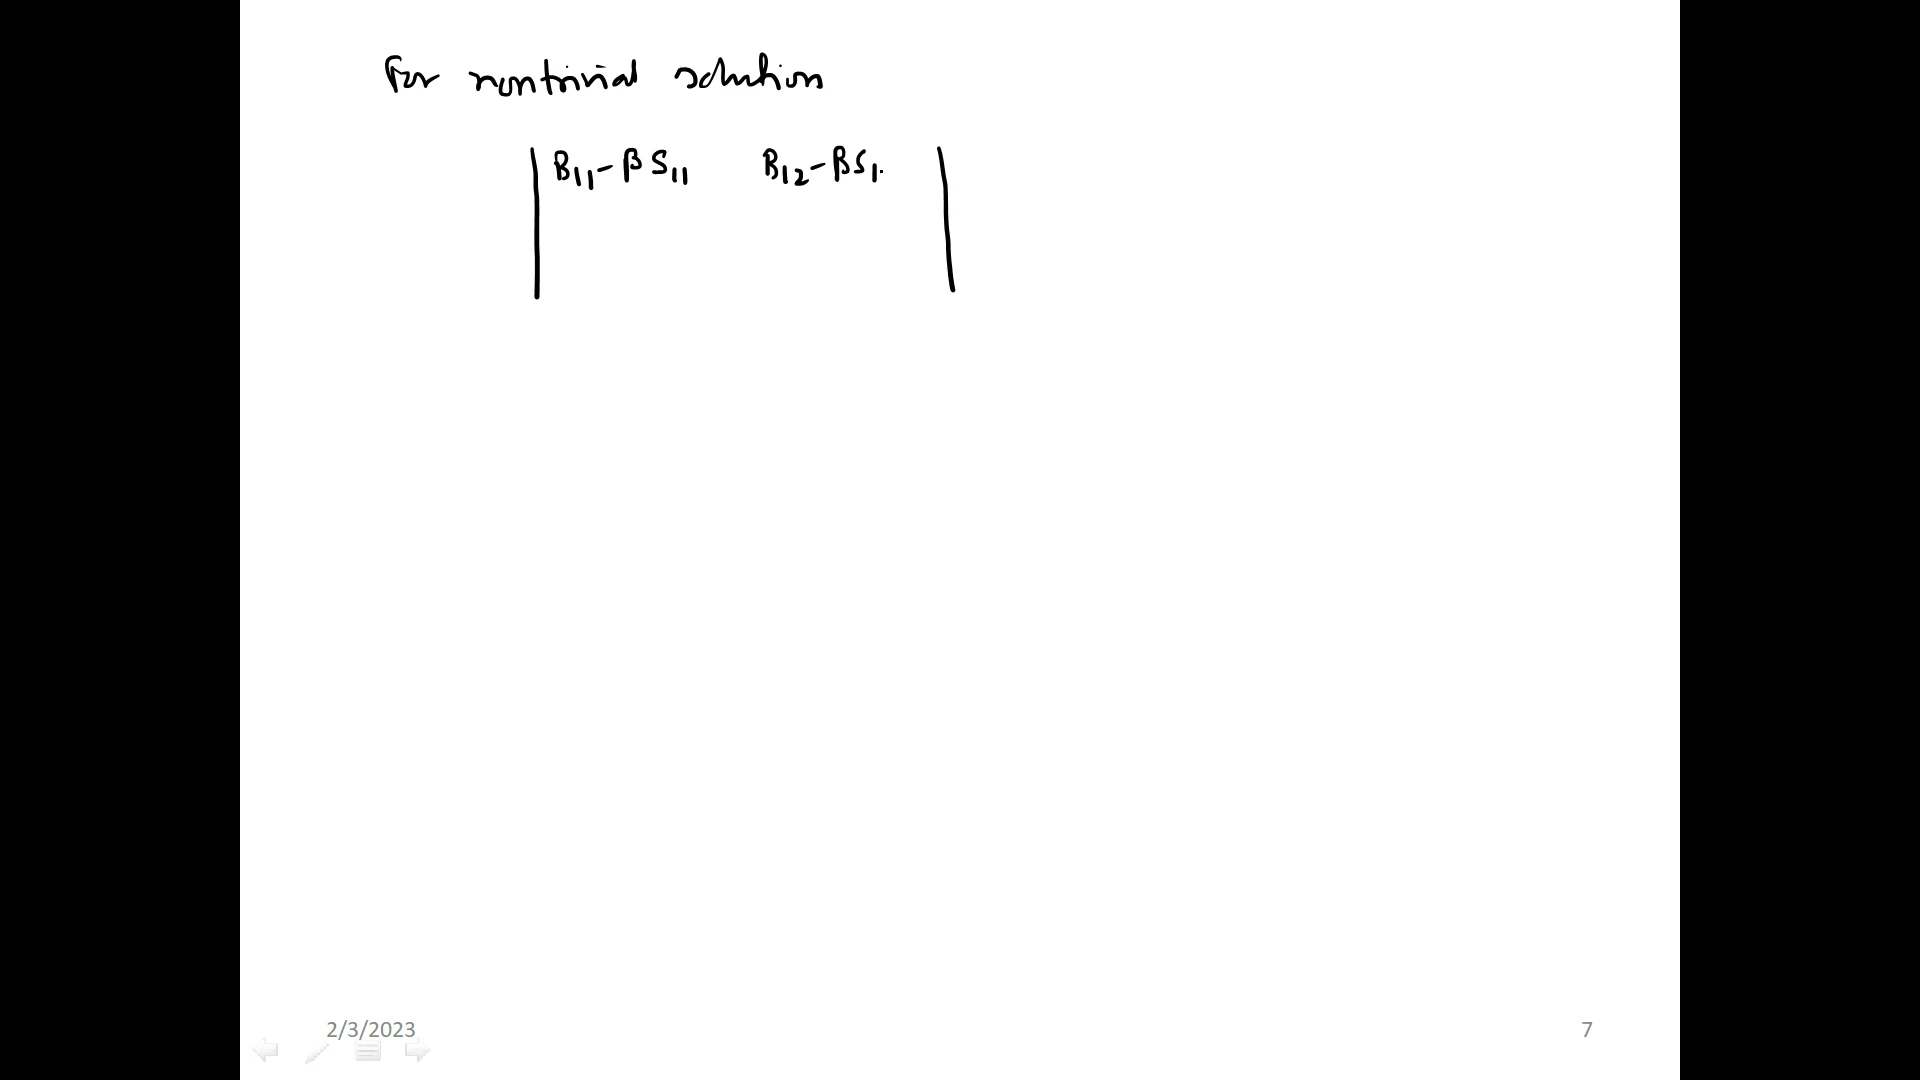 For nontrivial solution
B₁₁-βS₁₁ B₁₂-βS₁.
2/3/2023
7